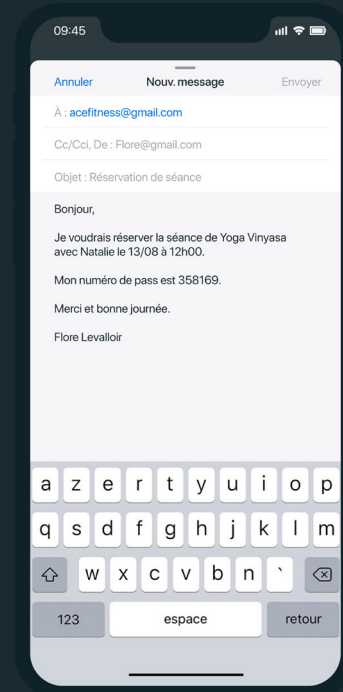 09:45
Annuler Nouv. message Envoyer
À : acefitness@gmail.com
Cc/Cci, De : Flore@gmail.com
Objet : Réservation de séance
Bonjour,
Je voudrais réserver la séance de Yoga Vinyasa
avec Natalie le 13/08 à 12h00.
Mon numéro de pass est 358169.
Merci et bonne journée.
Flore Levalloir
a z e r t y u i o p
q s d f g h j k l m
w x c v b n `
123 espace retour